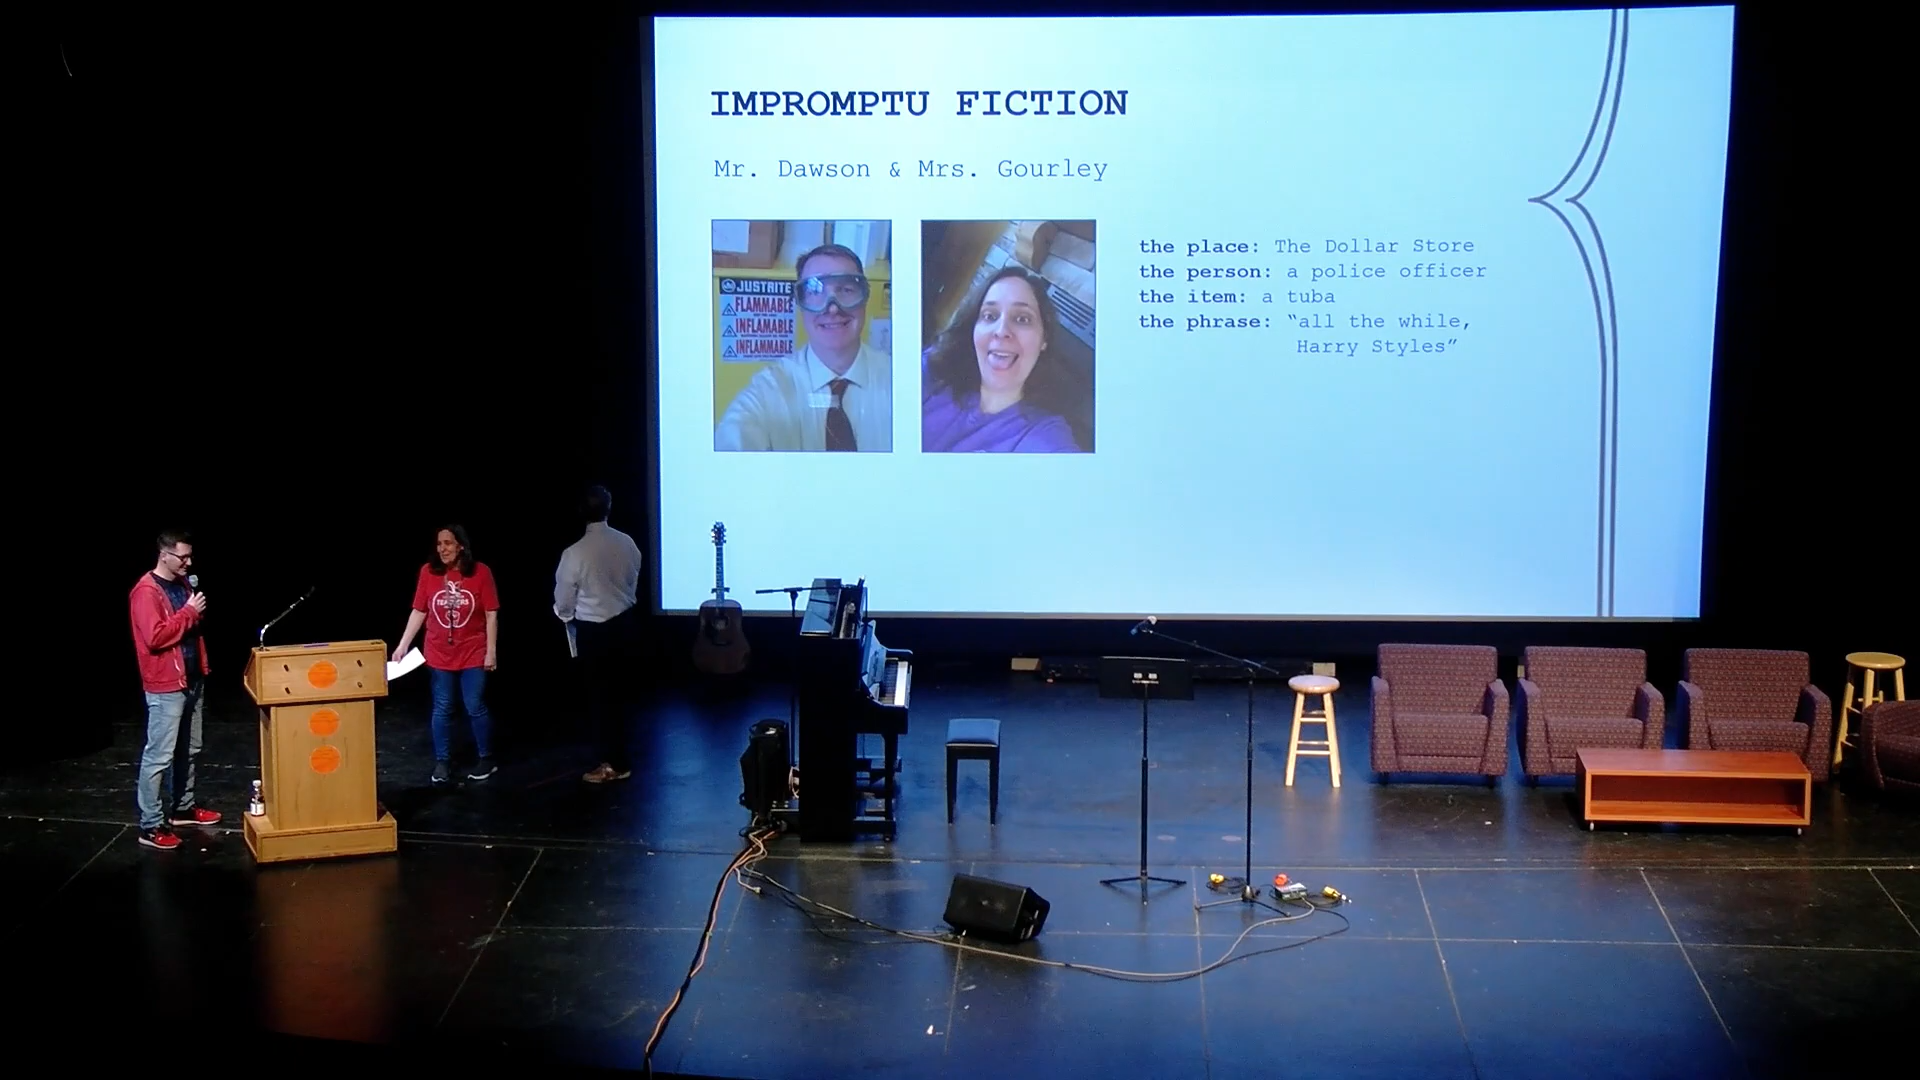 IMPROMPTU FICTION
Mr. Dawson & Mrs. Gourley
JUSTRITE
FLAMMABLE
INFLAMABLE
INFLAMMABLE
the place: The Dollar Store
the person: a police officer
the item: a tuba
the phrase: “all the while,
Harry Styles”